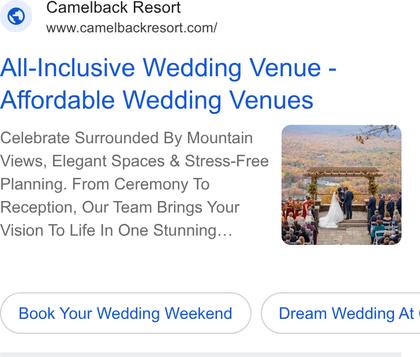 Camelback Resort
www.camelbackresort.com/
All-Inclusive Wedding Venue -
Affordable Wedding Venues
Celebrate Surrounded By Mountain
Views, Elegant Spaces & Stress-Free
Planning. From Ceremony To
Reception, Our Team Brings Your
Vision To Life In One Stunning…
Book Your Wedding Weekend
Dream Wedding At